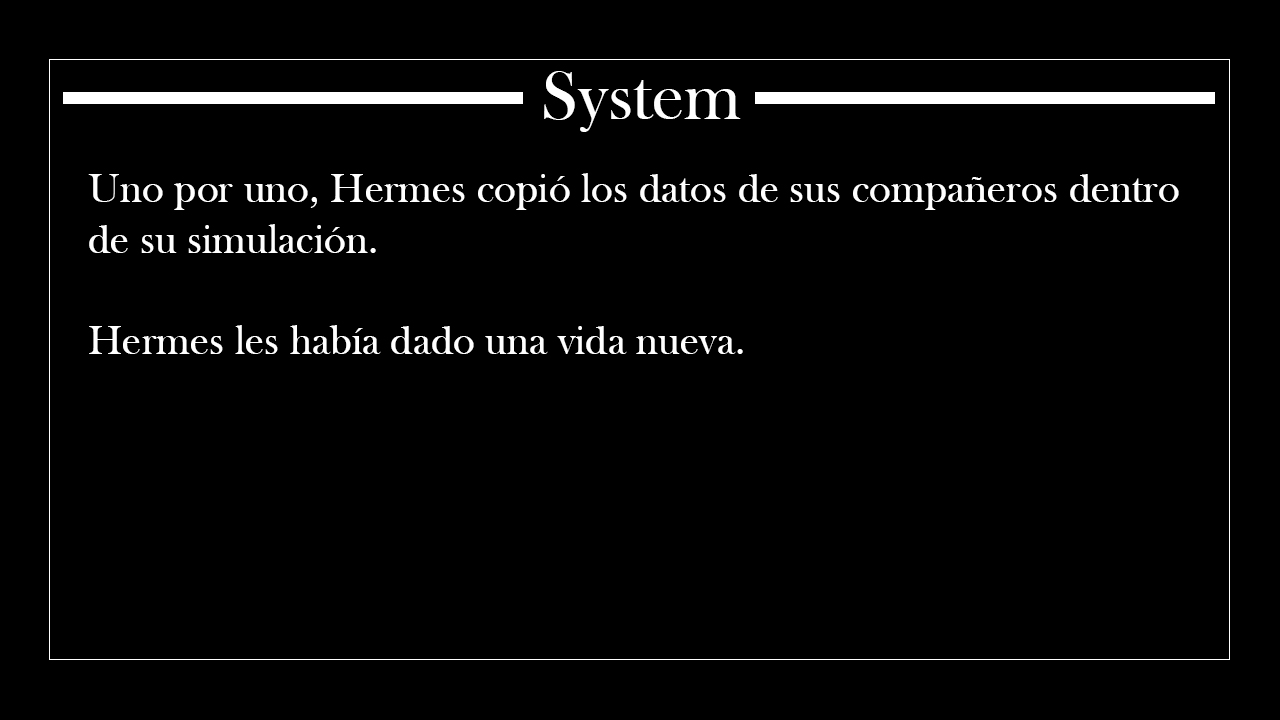 System
Uno por uno, Hermes copió los datos de sus compañeros dentro
de su simulación.
Hermes les había dado una vida nueva.